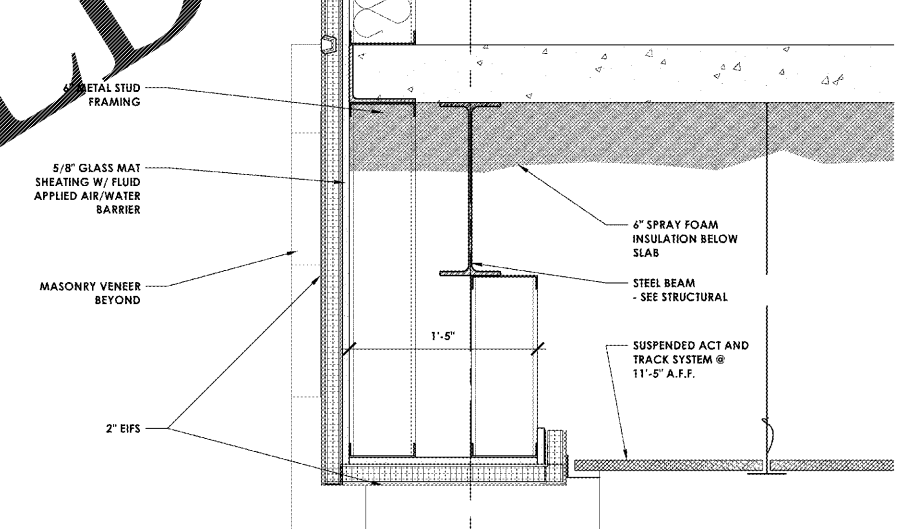 6" METAL STUD
FRAMING
5/8" GLASS MAT
SHEATING W/ FLUID
APPLIED AIR/WATER
BARRIER
MASONRY VENEER
BEYOND
2" EIFS
1'-5"
6" SPRAY FOAM
INSULATION BELOW
SLAB
STEEL BEAM
- SEE STRUCTURAL
SUSPENDED ACT AND
TRACK SYSTEM @
11'-5" A.F.F.